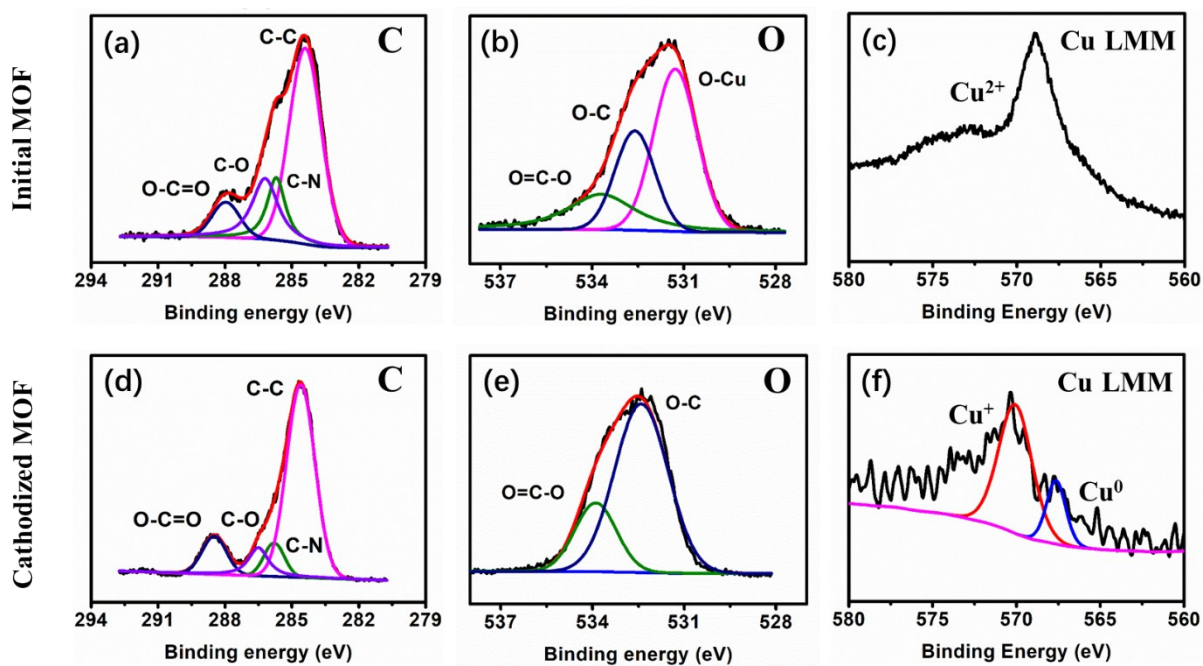 Initial MOF
(a)
C-C
C
C-O
O-C=O
C-N
294 291 288 285 282 279
Binding energy (eV)
(b)
O
O-Cu
O-C
O=C-O
537 534 531 528
Binding energy (eV)
(c)
Cu LMM
Cu²⁺
580 575 570 565 560
Binding Energy (eV)
Cathodized MOF
(d)
C
C-C
O-C=O
C-O
C-N
294 291 288 285 282 279
Binding energy (eV)
(e)
O
O-C
O=C-O
537 534 531 528
Binding energy (eV)
(f)
Cu LMM
Cu⁺
Cu⁰
580 575 570 565 560
Binding Energy (eV)